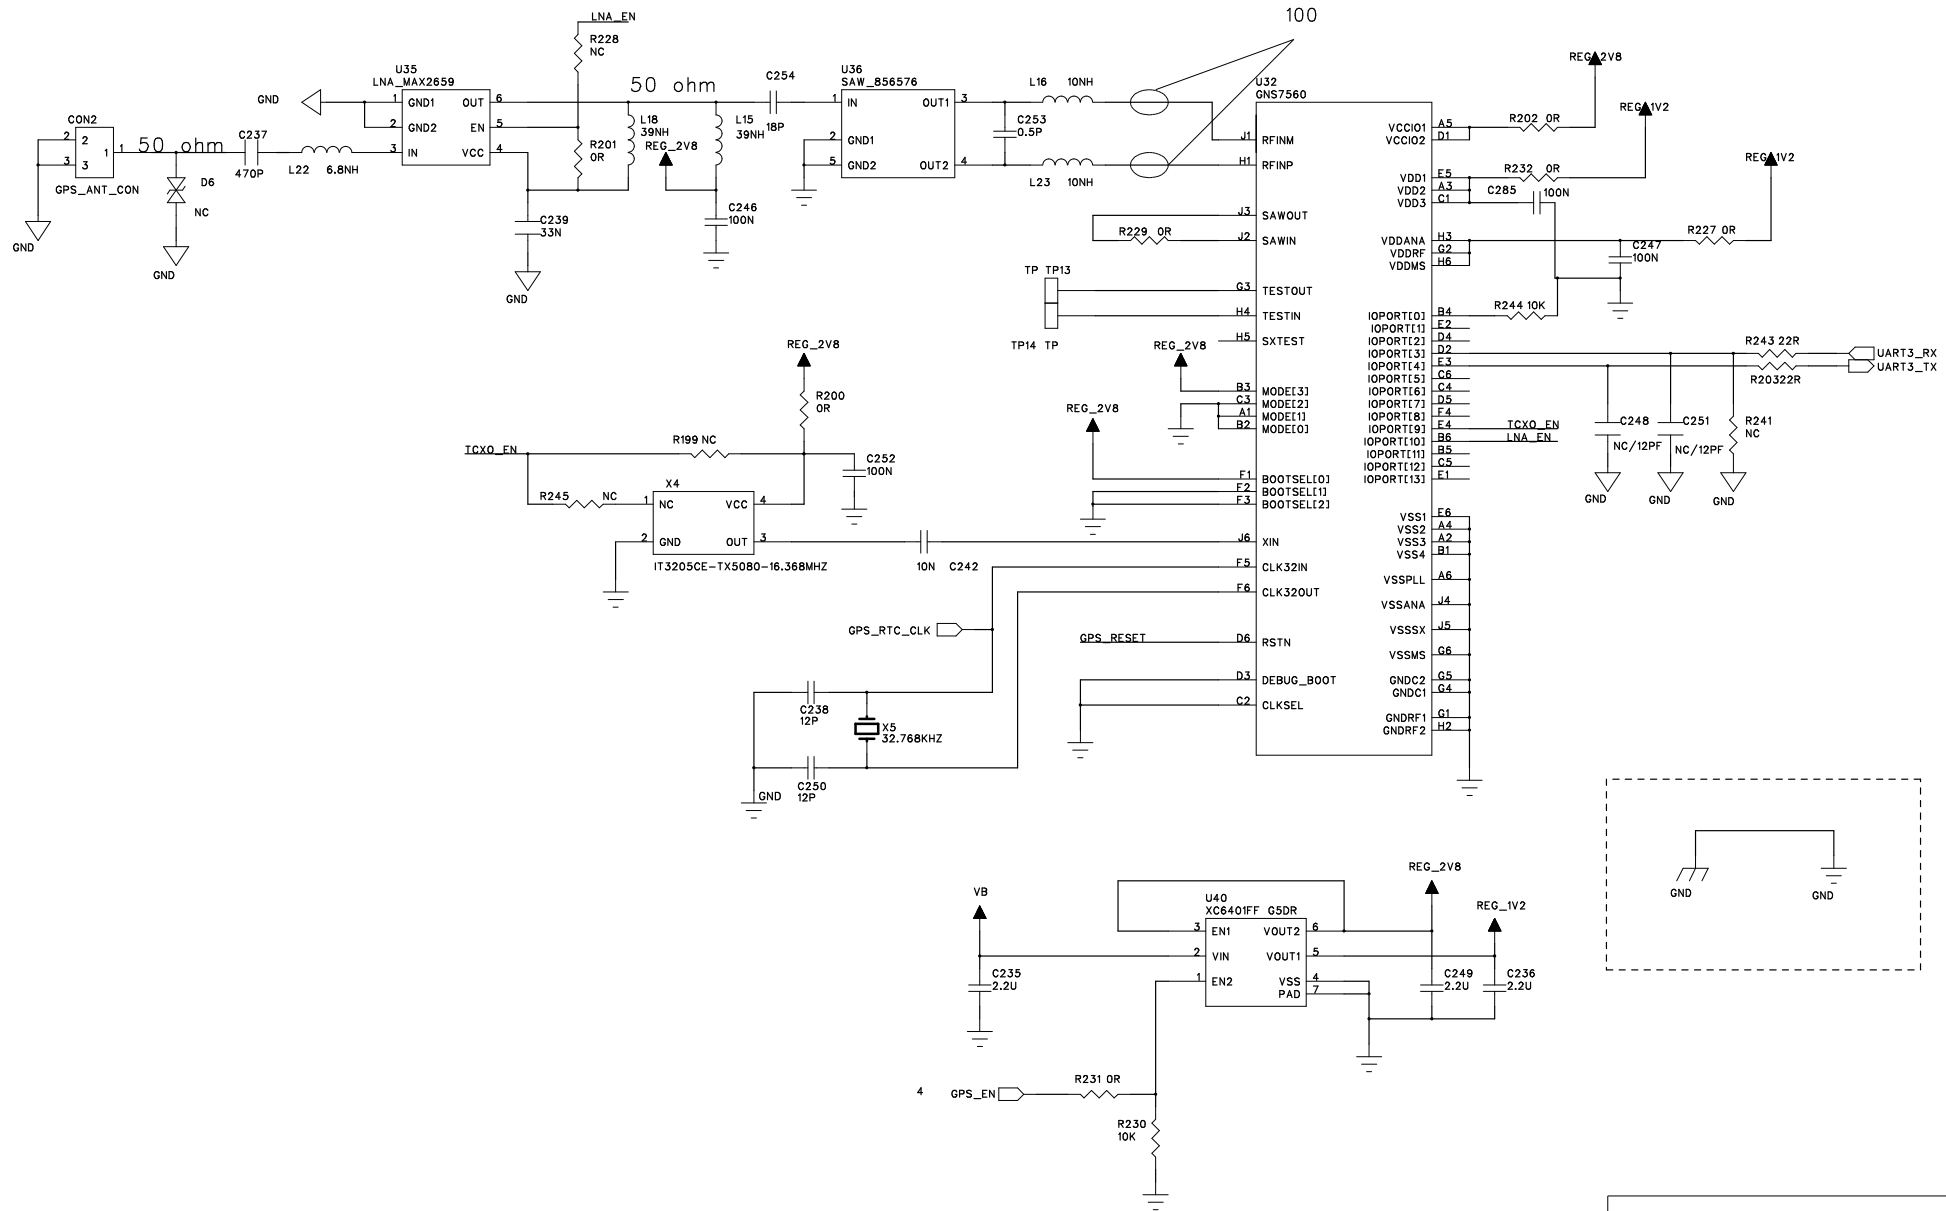 100
LNA_EN
R228
NC
U35
LNA_MAX2659
GND
1 GND1 OUT 6
2 GND2 EN 5
3 IN VCC 4
50 ohm
C254
18P
L18
39NH
L15
39NH
R201
0R
REG_2V8
C239
33N
GND
C246
100N
CON2
2 2
3 3
1 1
GPS_ANT_CON
50 ohm
C237
470P
L22 6.8NH
D6
NC
GND
GND
U36
SAW_856576
1 IN OUT1 3
2 GND1
5 GND2 OUT2 4
L16 10NH
C253
0.5P
L23 10NH
U32
GNS7560
J1 RFINM
H1 RFINP
J3 SAWOUT
J2 SAWIN
R229 0R
TP TP13
G3 TESTOUT
H4 TESTIN
TP14 TP
H5 SXTEST
REG_2V8
B3 MODE[3]
C3 MODE[2]
A1 MODE[1]
B2 MODE[0]
REG_2V8
F1 BOOTSEL[0]
F2 BOOTSEL[1]
F3 BOOTSEL[2]
J6 XIN
F5 CLK32IN
F6 CLK32OUT
D6 RSTN
GPS_RESET
D3 DEBUG_BOOT
C2 CLKSEL
VCCIO1 A5
VCCIO2 D1
VDD1 E5
VDD2 A3
VDD3 C1
VDDANA H3
VDDRF G2
VDDMS H6
IOPORT[0] B4
IOPORT[1] E2
IOPORT[2] D4
IOPORT[3] D2
IOPORT[4] E3
IOPORT[5] C6
IOPORT[6] C4
IOPORT[7] D5
IOPORT[8] F4
IOPORT[9] E4
IOPORT[10] B6
IOPORT[11] B5
IOPORT[12] C5
IOPORT[13] E1
VSS1 E6
VSS2 A4
VSS3 A2
VSS4 B1
VSSPLL A6
VSSANA J4
VSSSX J5
VSSMS G6
GNDC2 G5
GNDC1 G4
GNDRF1 G1
GNDRF2 H2
REG_2V8
R202 0R
REG_1V2
R232 0R
C285 100N
REG_1V2
R227 0R
C247
100N
R244 10K
R243 22R
UART3_RX
R203 22R
UART3_TX
TCXO_EN
LNA_EN
C248
NC/12PF
C251
NC/12PF
R241
NC
GND
GND
GND
REG_2V8
R200
0R
TCXO_EN
R199 NC
C252
100N
R245 NC
X4
1 NC VCC 4
2 GND OUT 3
IT3205CE-TX5080-16.368MHZ
10N C242
GPS_RTC_CLK
C238
12P
X5
32.768KHZ
C250
12P
GND
GND
GND
VB
U40
XC6401FF G5DR
3 EN1 VOUT2 6
2 VIN VOUT1 5
1 EN2 VSS 4
PAD 7
REG_2V8
REG_1V2
C235
2.2U
C249
2.2U
C236
2.2U
4 GPS_EN
R231 0R
R230
10K